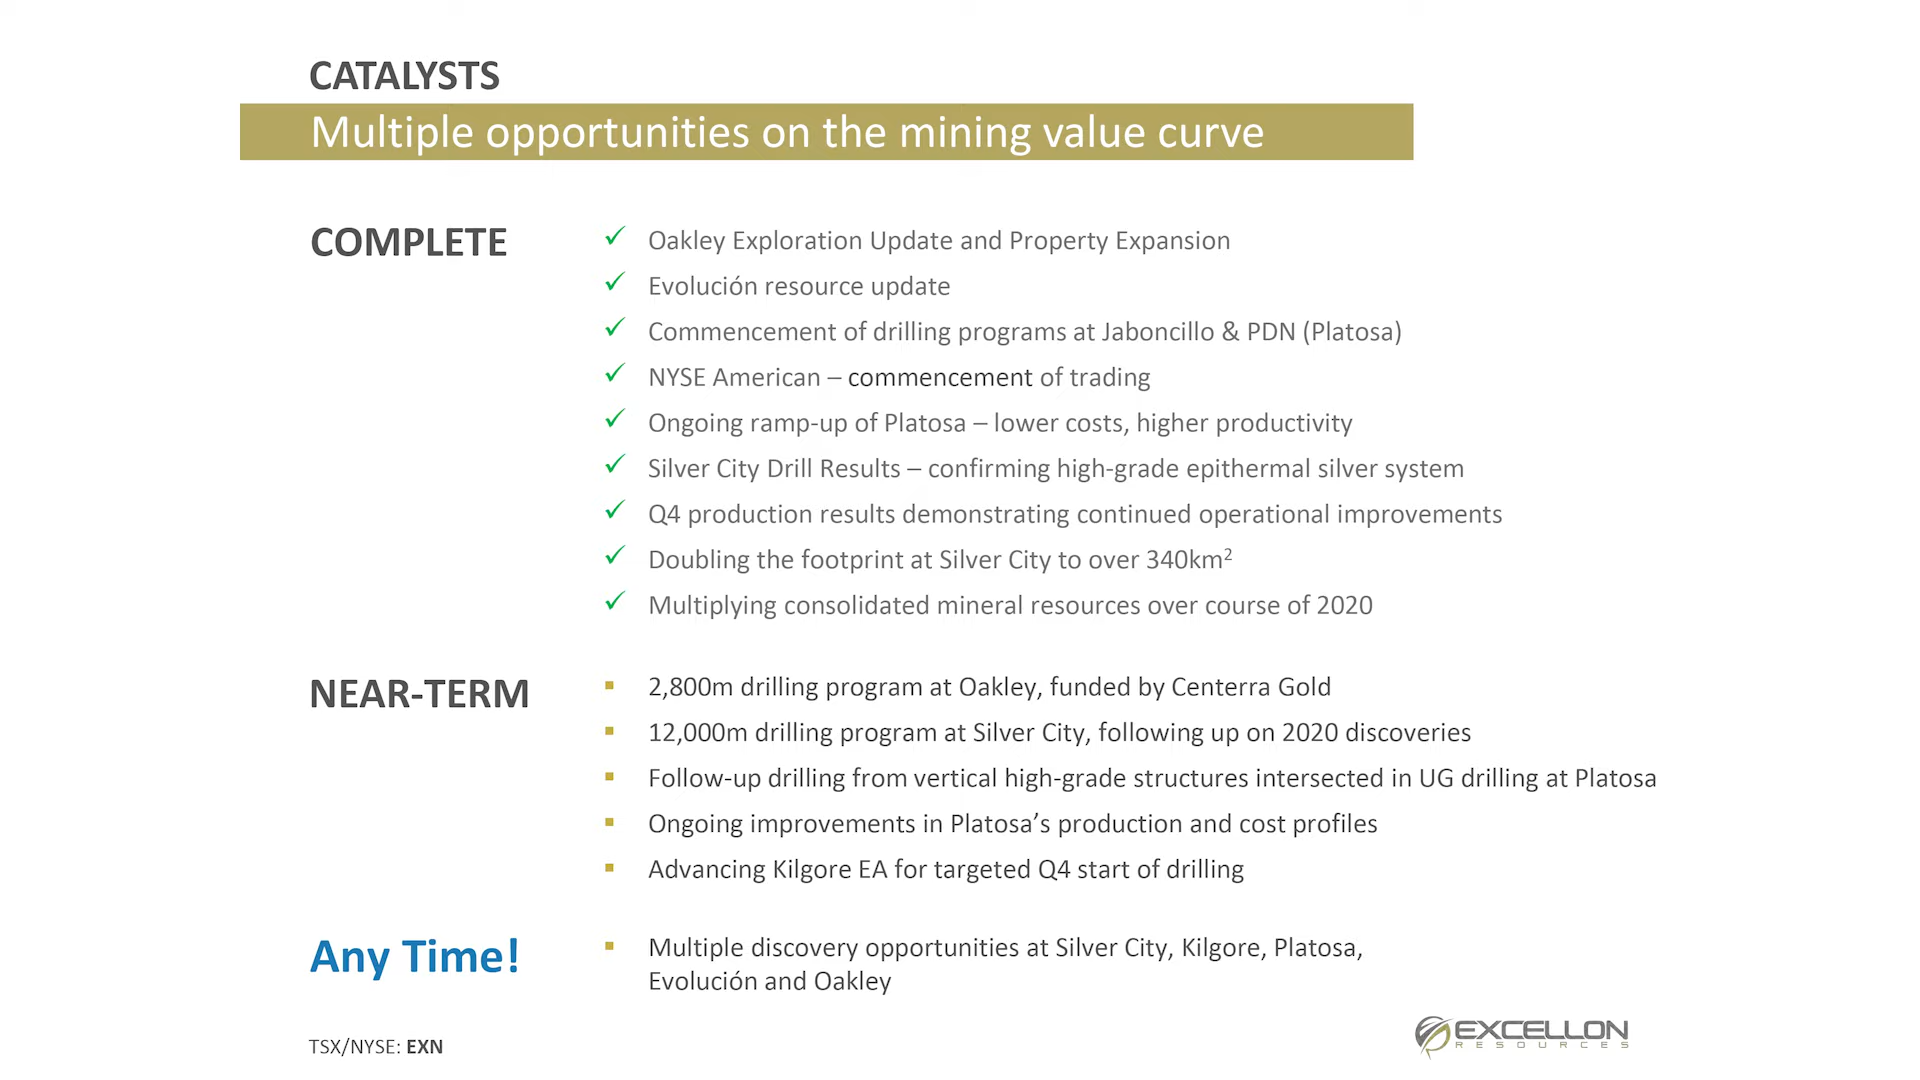 CATALYSTS
Multiple opportunities on the mining value curve
COMPLETE
Oakley Exploration Update and Property Expansion
Evolución resource update
Commencement of drilling programs at Jaboncillo & PDN (Platosa)
NYSE American – commencement of trading
Ongoing ramp-up of Platosa – lower costs, higher productivity
Silver City Drill Results – confirming high-grade epithermal silver system
Q4 production results demonstrating continued operational improvements
Doubling the footprint at Silver City to over 340km²
Multiplying consolidated mineral resources over course of 2020
NEAR-TERM
2,800m drilling program at Oakley, funded by Centerra Gold
12,000m drilling program at Silver City, following up on 2020 discoveries
Follow-up drilling from vertical high-grade structures intersected in UG drilling at Platosa
Ongoing improvements in Platosa’s production and cost profiles
Advancing Kilgore EA for targeted Q4 start of drilling
Any Time!
Multiple discovery opportunities at Silver City, Kilgore, Platosa,
Evolución and Oakley
TSX/NYSE: EXN
EXCELLON
RESOURCES